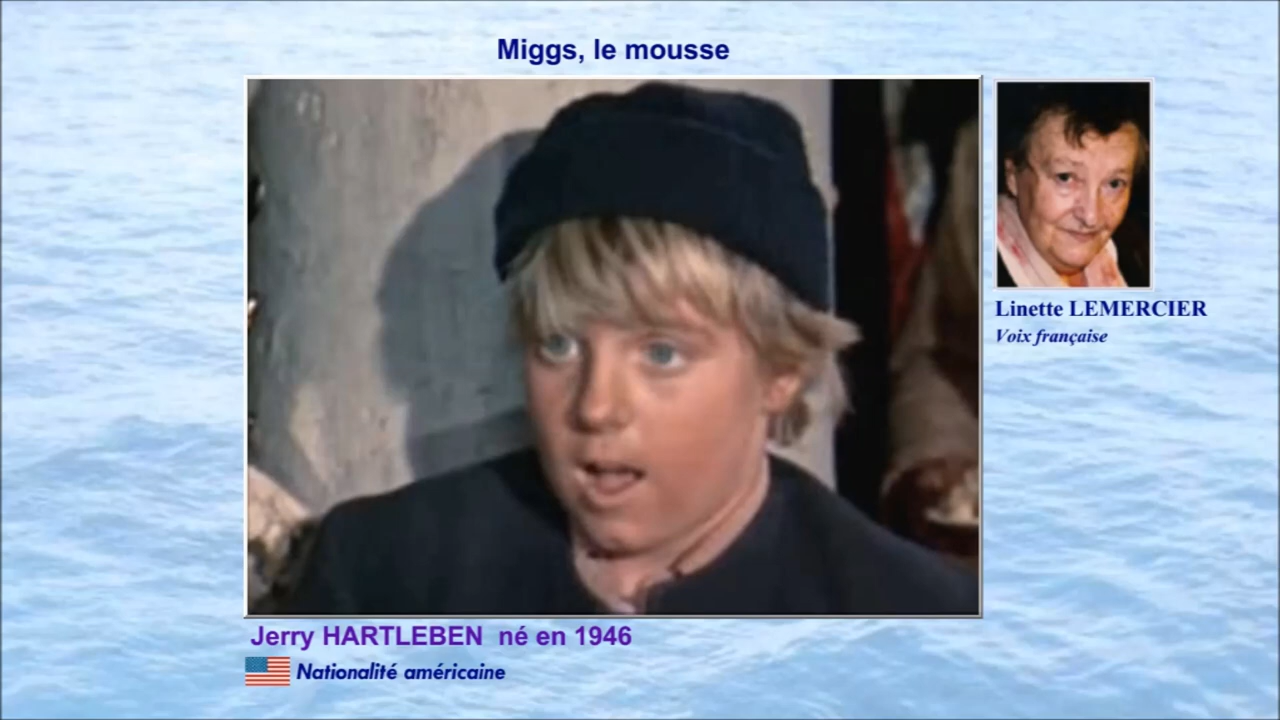 Miggs, le mousse
Linette LEMERCIER
Voix française
Jerry HARTLEBEN né en 1946
Nationalité américaine